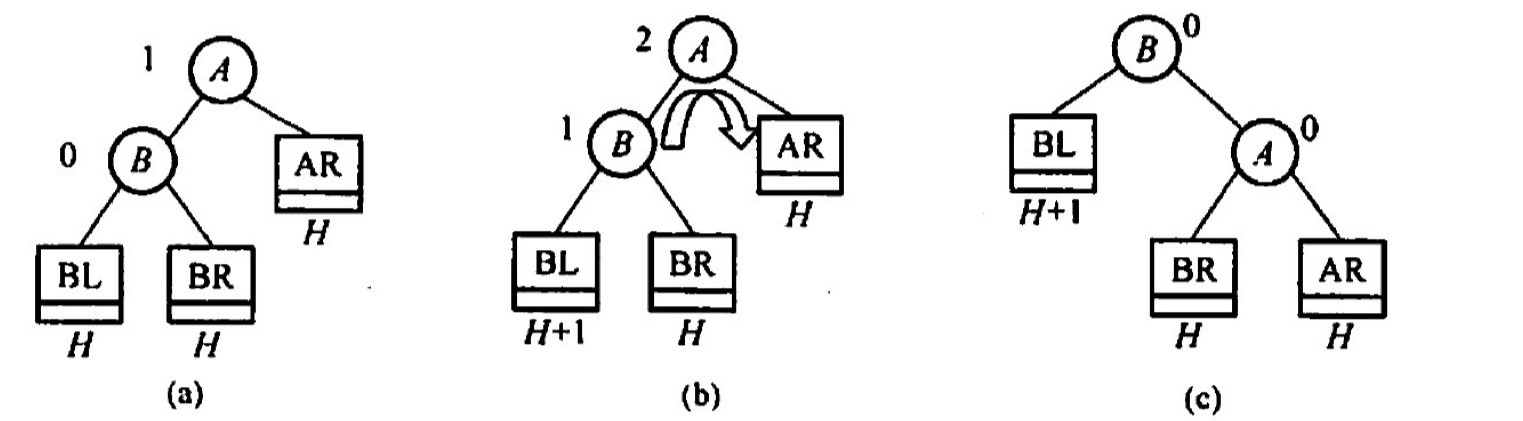 1 A
0 B AR
H
BL BR
H H
(a)
2 A
1 B AR
H
BL BR
H+1 H
(b)
B 0
BL A 0
H+1
BR AR
H H
(c)